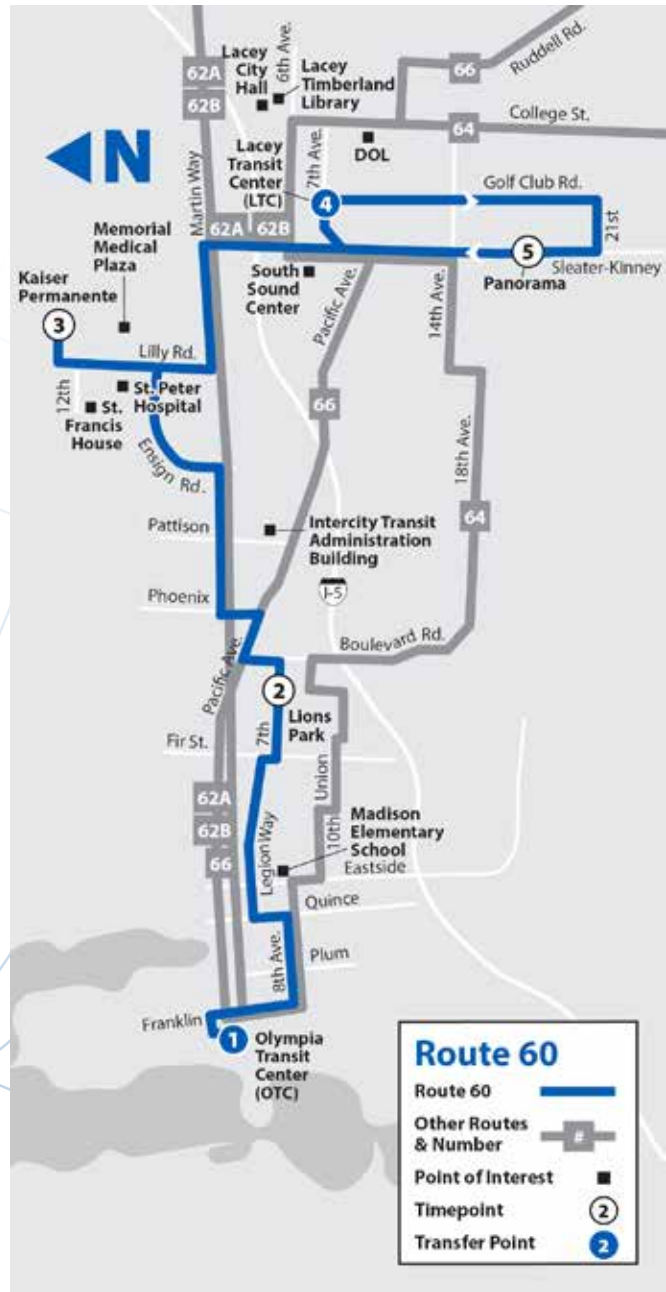 62A
62B
Lacey
City
Hall
6th Ave.
Lacey
Timberland
Library
66
Ruddell Rd.
College St.
64
N
Martin Way
Lacey
Transit
Center
(LTC)
7th Ave.
DOL
4
Golf Club Rd.
21st
62A
62B
5
Panorama
Sleater-Kinney
Memorial
Medical
Plaza
Kaiser
Permanente
3
South
Sound
Center
Pacific Ave.
14th Ave.
Lilly Rd.
12th
St. Peter
Hospital
St.
Francis
House
66
Ensign Rd.
18th Ave.
64
Pattison
Intercity Transit
Administration
Building
I-5
Phoenix
Boulevard Rd.
Pacific Ave.
2
Lions
Park
Fir St.
7th
Union
62A
62B
66
10th
Madison
Elementary
School
Legion Way
Eastside
Quince
8th Ave.
Plum
Franklin
1
Olympia
Transit
Center
(OTC)
Route 60
Route 60
Other Routes
& Number
#
Point of Interest
Timepoint
2
Transfer Point
2